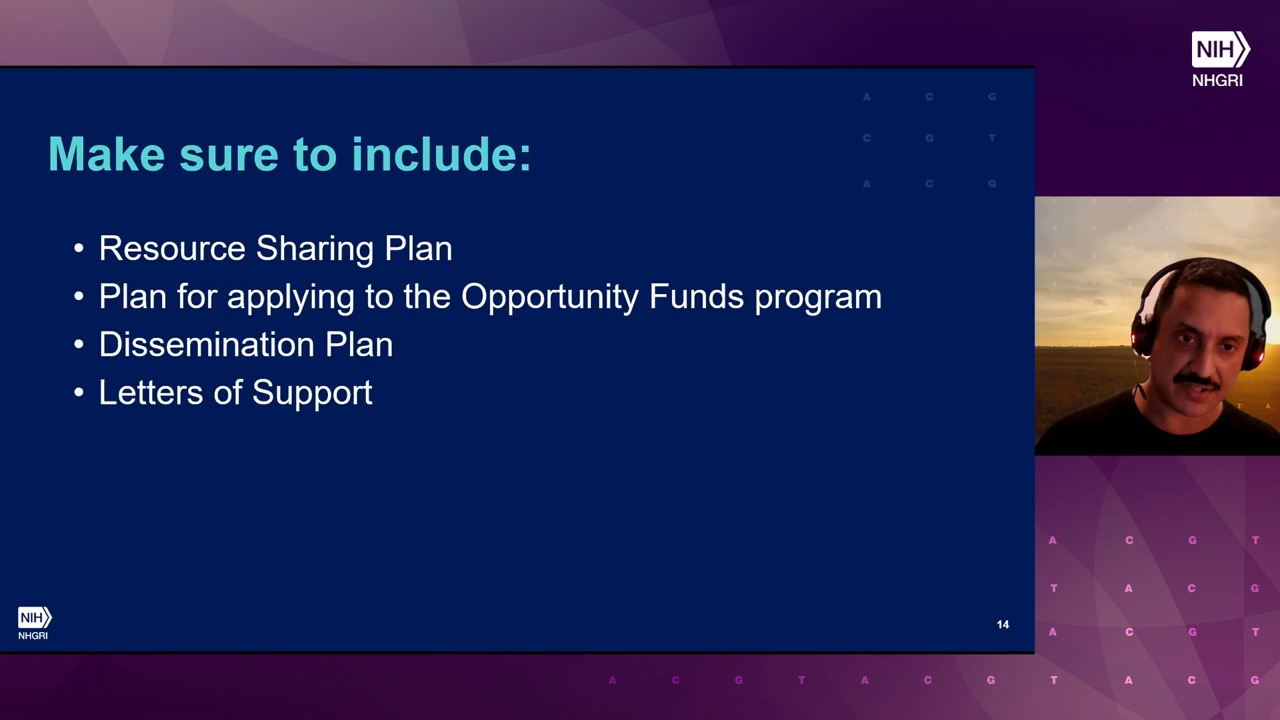 NIH
NHGRI
A C G
C G T
A C G
Make sure to include:
• Resource Sharing Plan
• Plan for applying to the Opportunity Funds program
• Dissemination Plan
• Letters of Support
NIH
NHGRI
14
A C G T
T A C G
A C G T
A C G T A C G T A C G